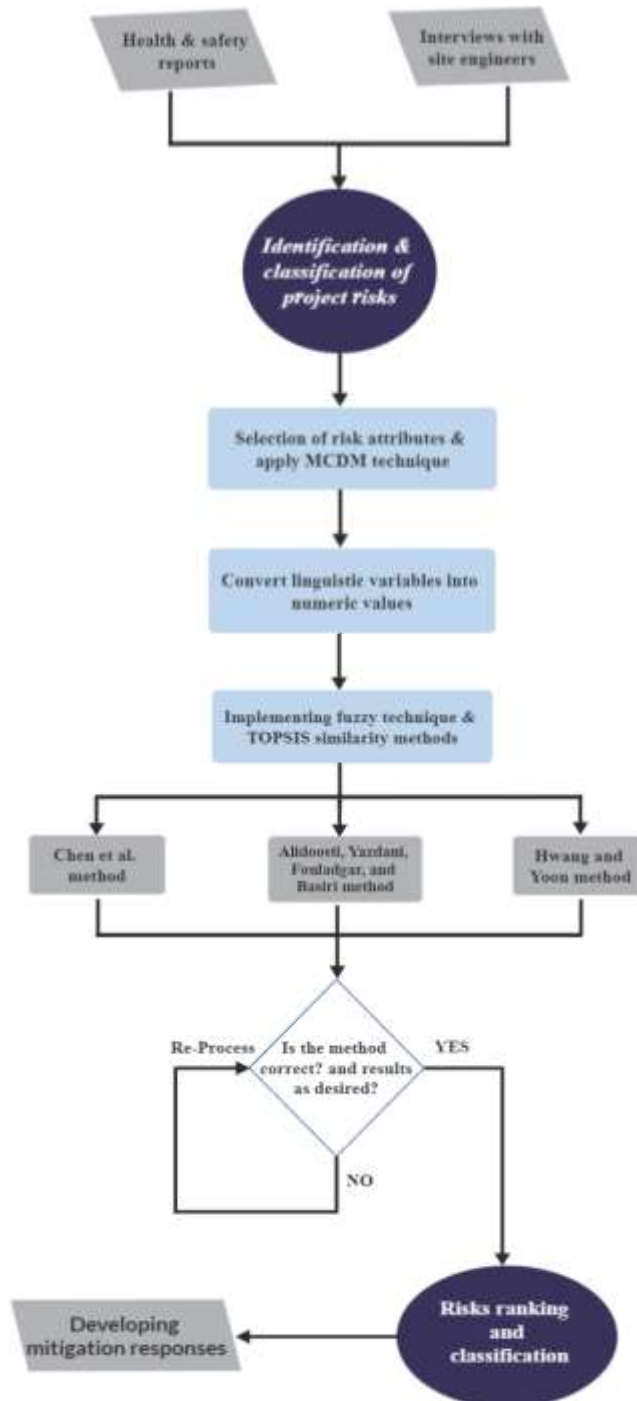 Health & safety
reports
Interviews with
site engineers
Identification &
classification of
project risks
Selection of risk attributes &
apply MCDM technique
Convert linguistic variables into
numeric values
Implementing fuzzy technique &
TOPSIS similarity methods
Chen et al.
method
Alidoosti, Yazdani,
Fouladgar, and
Basiri method
Hwang and
Yoon method
Re-Process
Is the method
correct? and results
as desired?
YES
NO
Risks ranking
and
classification
Developing
mitigation responses